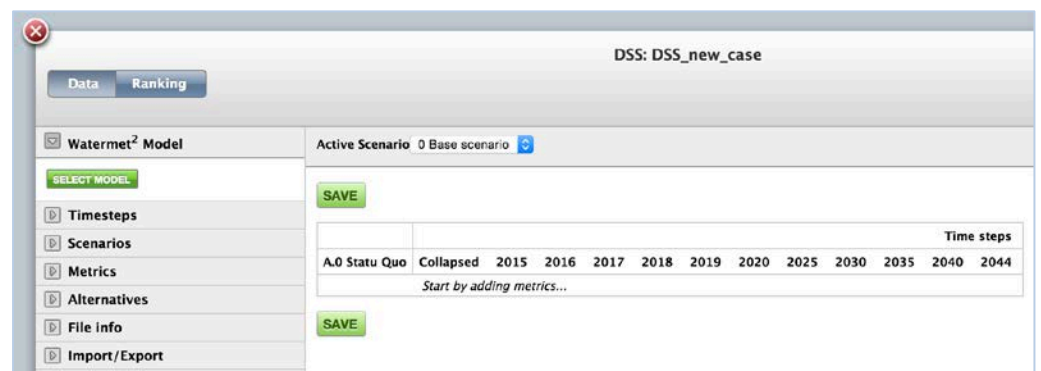 DSS: DSS_new_case
Data Ranking
Watermet² Model
SELECT MODEL
Timesteps
Scenarios
Metrics
Alternatives
File info
Import/Export
Active Scenario 0 Base scenario
SAVE
Time steps
A.0 Statu Quo Collapsed 2015 2016 2017 2018 2019 2020 2025 2030 2035 2040 2044
Start by adding metrics...
SAVE